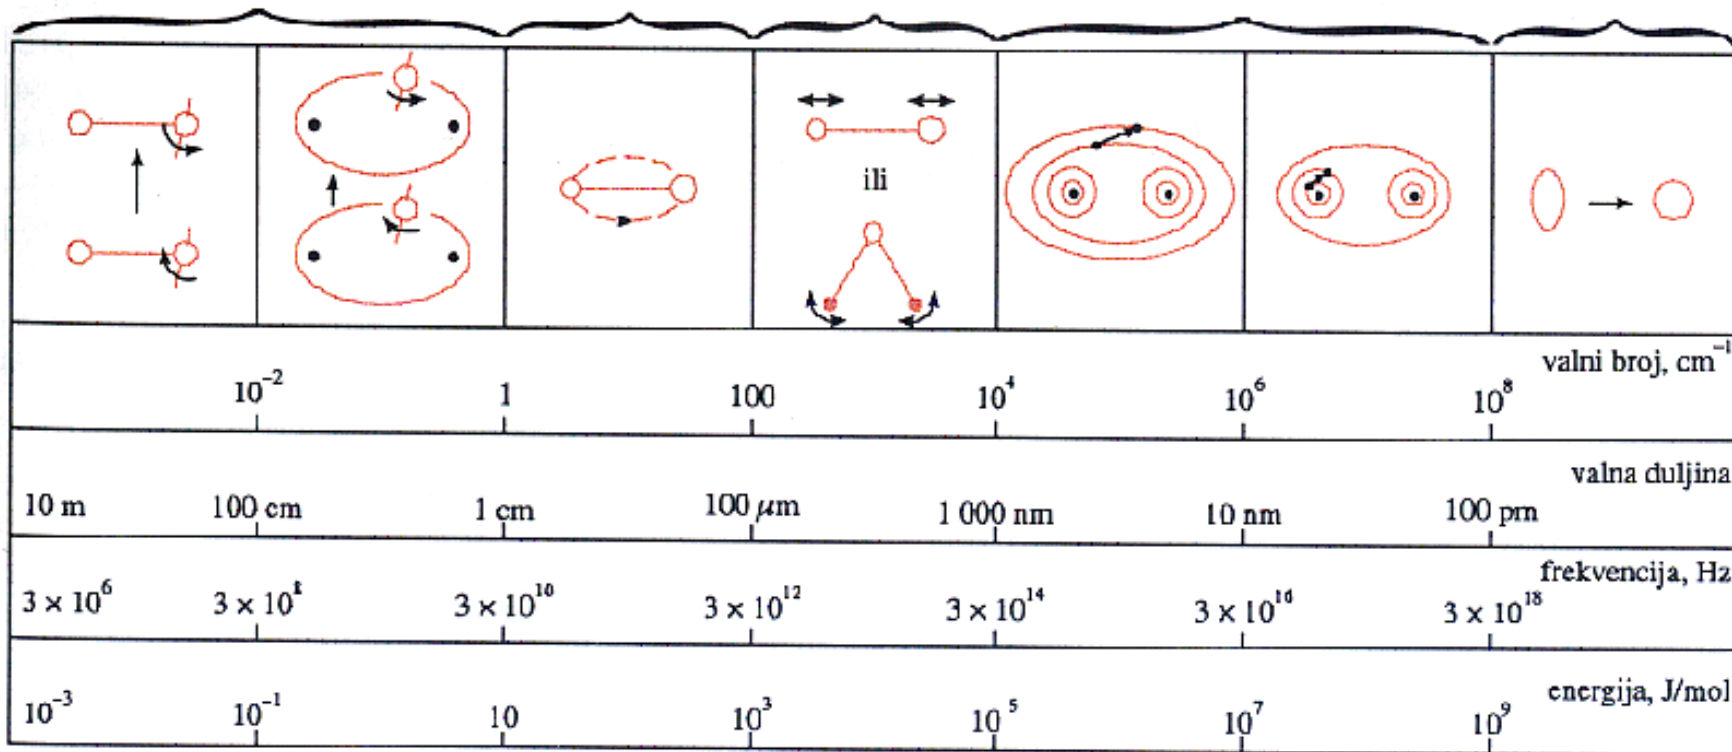 ili
valni broj, cm⁻¹
10⁻² 1 100 10⁴ 10⁶ 10⁸
valna duljina
10 m 100 cm 1 cm 100 μm 1 000 nm 10 nm 100 pm
frekvencija, Hz
3 × 10⁶ 3 × 10⁸ 3 × 10¹⁰ 3 × 10¹² 3 × 10¹⁴ 3 × 10¹⁶ 3 × 10¹⁸
energija, J/mol
10⁻³ 10⁻¹ 10 10³ 10⁵ 10⁷ 10⁹